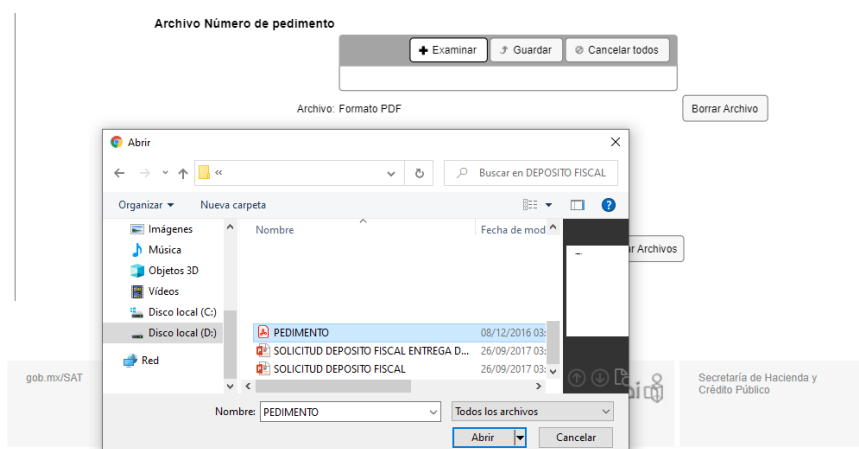 Archivo Número de pedimento
Examinar Guardar Cancelar todos
Archivo: Formato PDF Borrar Archivo
Abrir
« Buscar en DEPOSITO FISCAL
Organizar Nueva carpeta
Imágenes Nombre Fecha de mod
Música
Objetos 3D
Vídeos
Disco local (C:)
Disco local (D:) PEDIMENTO 08/12/2016 03:
SOLICITUD DEPOSITO FISCAL ENTREGA D... 26/09/2017 03:
Red SOLICITUD DEPOSITO FISCAL 26/09/2017 03:
r Archivos
gob.mx/SAT Secretaría de Hacienda y
Crédito Público
Nombre: PEDIMENTO Todos los archivos
Abrir Cancelar